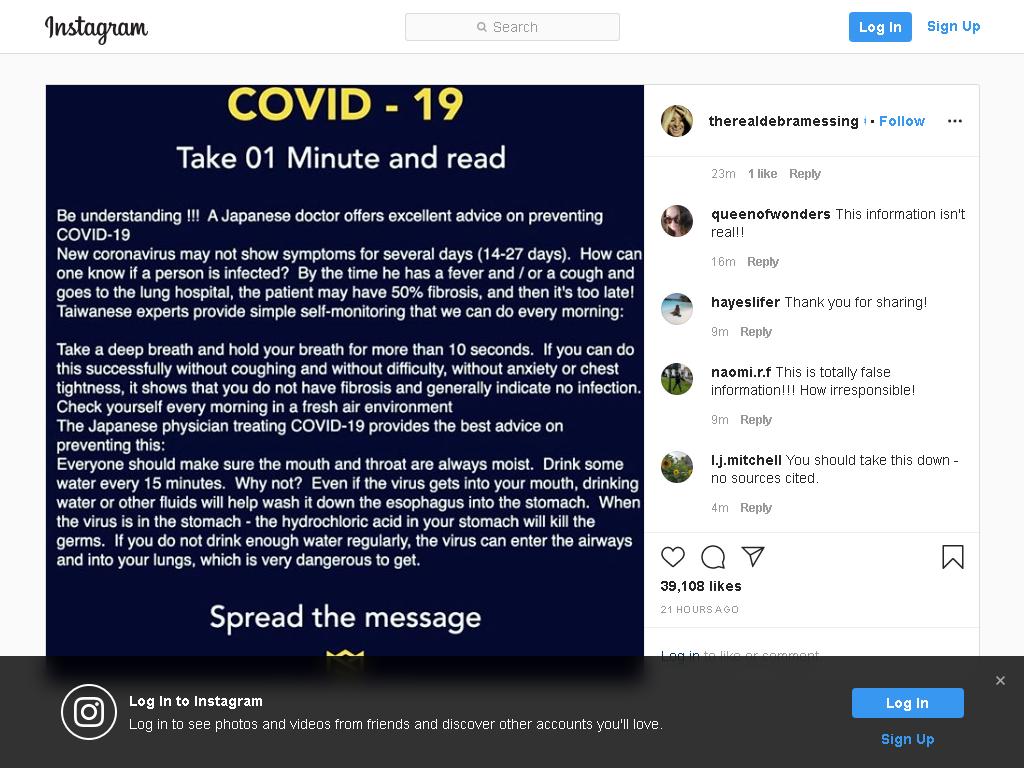 Instagram
Search
Log In
Sign Up
COVID - 19
Take 01 Minute and read
Be understanding !!!  A Japanese doctor offers excellent advice on preventing
COVID-19
New coronavirus may not show symptoms for several days (14-27 days).  How can
one know if a person is infected?  By the time he has a fever and / or a cough and
goes to the lung hospital, the patient may have 50% fibrosis, and then it's too late!
Taiwanese experts provide simple self-monitoring that we can do every morning:
Take a deep breath and hold your breath for more than 10 seconds.  If you can do
this successfully without coughing and without difficulty, without anxiety or chest
tightness, it shows that you do not have fibrosis and generally indicate no infection.
Check yourself every morning in a fresh air environment
The Japanese physician treating COVID-19 provides the best advice on
preventing this:
Everyone should make sure the mouth and throat are always moist.  Drink some
water every 15 minutes.  Why not?  Even if the virus gets into your mouth, drinking
water or other fluids will help wash it down the esophagus into the stomach.  When
the virus is in the stomach - the hydrochloric acid in your stomach will kill the
germs.  If you do not drink enough water regularly, the virus can enter the airways
and into your lungs, which is very dangerous to get.
Spread the message
therealdebramessing • Follow
23m 1 like Reply
queenofwonders This information isn't
real!!
16m Reply
hayeslifer Thank you for sharing!
9m Reply
naomi.r.f This is totally false
information!!! How irresponsible!
9m Reply
l.j.mitchell You should take this down -
no sources cited.
4m Reply
39,108 likes
21 HOURS AGO
Log in to like or comment.
Log In to Instagram
Log in to see photos and videos from friends and discover other accounts you'll love.
Log In
Sign Up